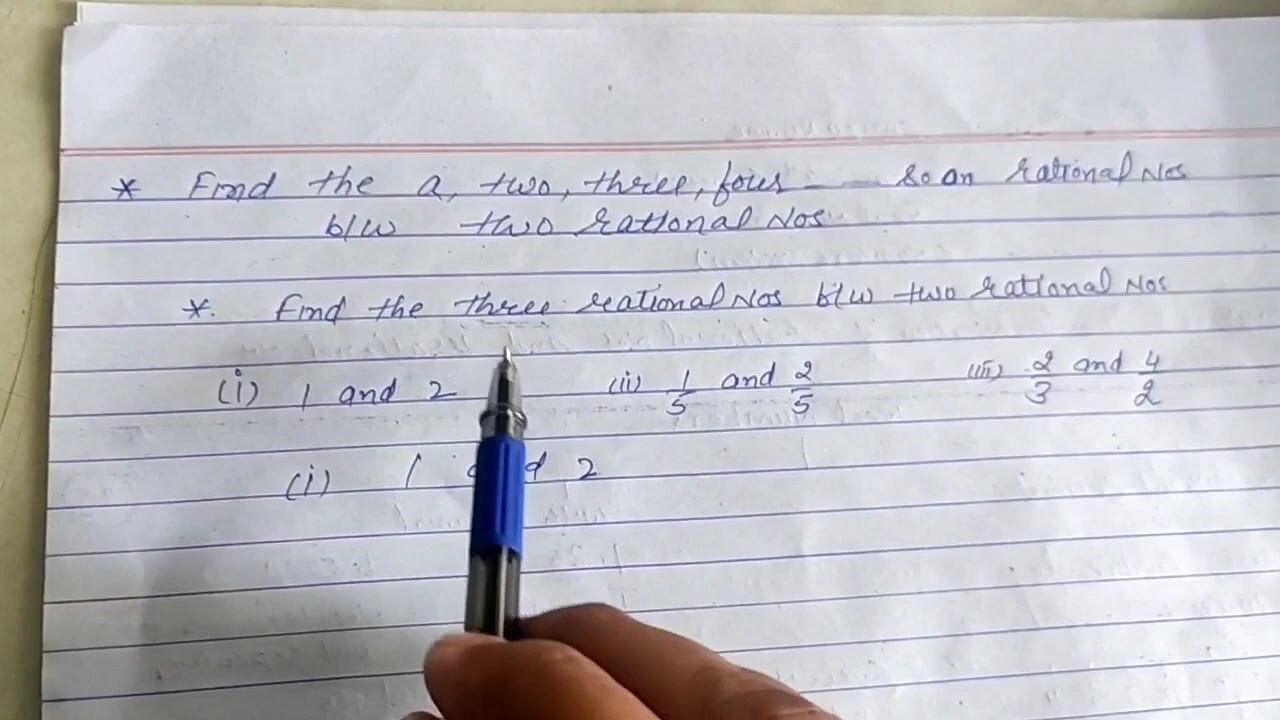 * Find the a, two, three, four -- -- so on rational Nos
b/w two rational Nos
*. Find the three rational Nos b/w two rational Nos
(i) 1 and 2 (ii) 1/5 and 2/5 (iii) 2/3 and 4/2
(i) 1 and 2